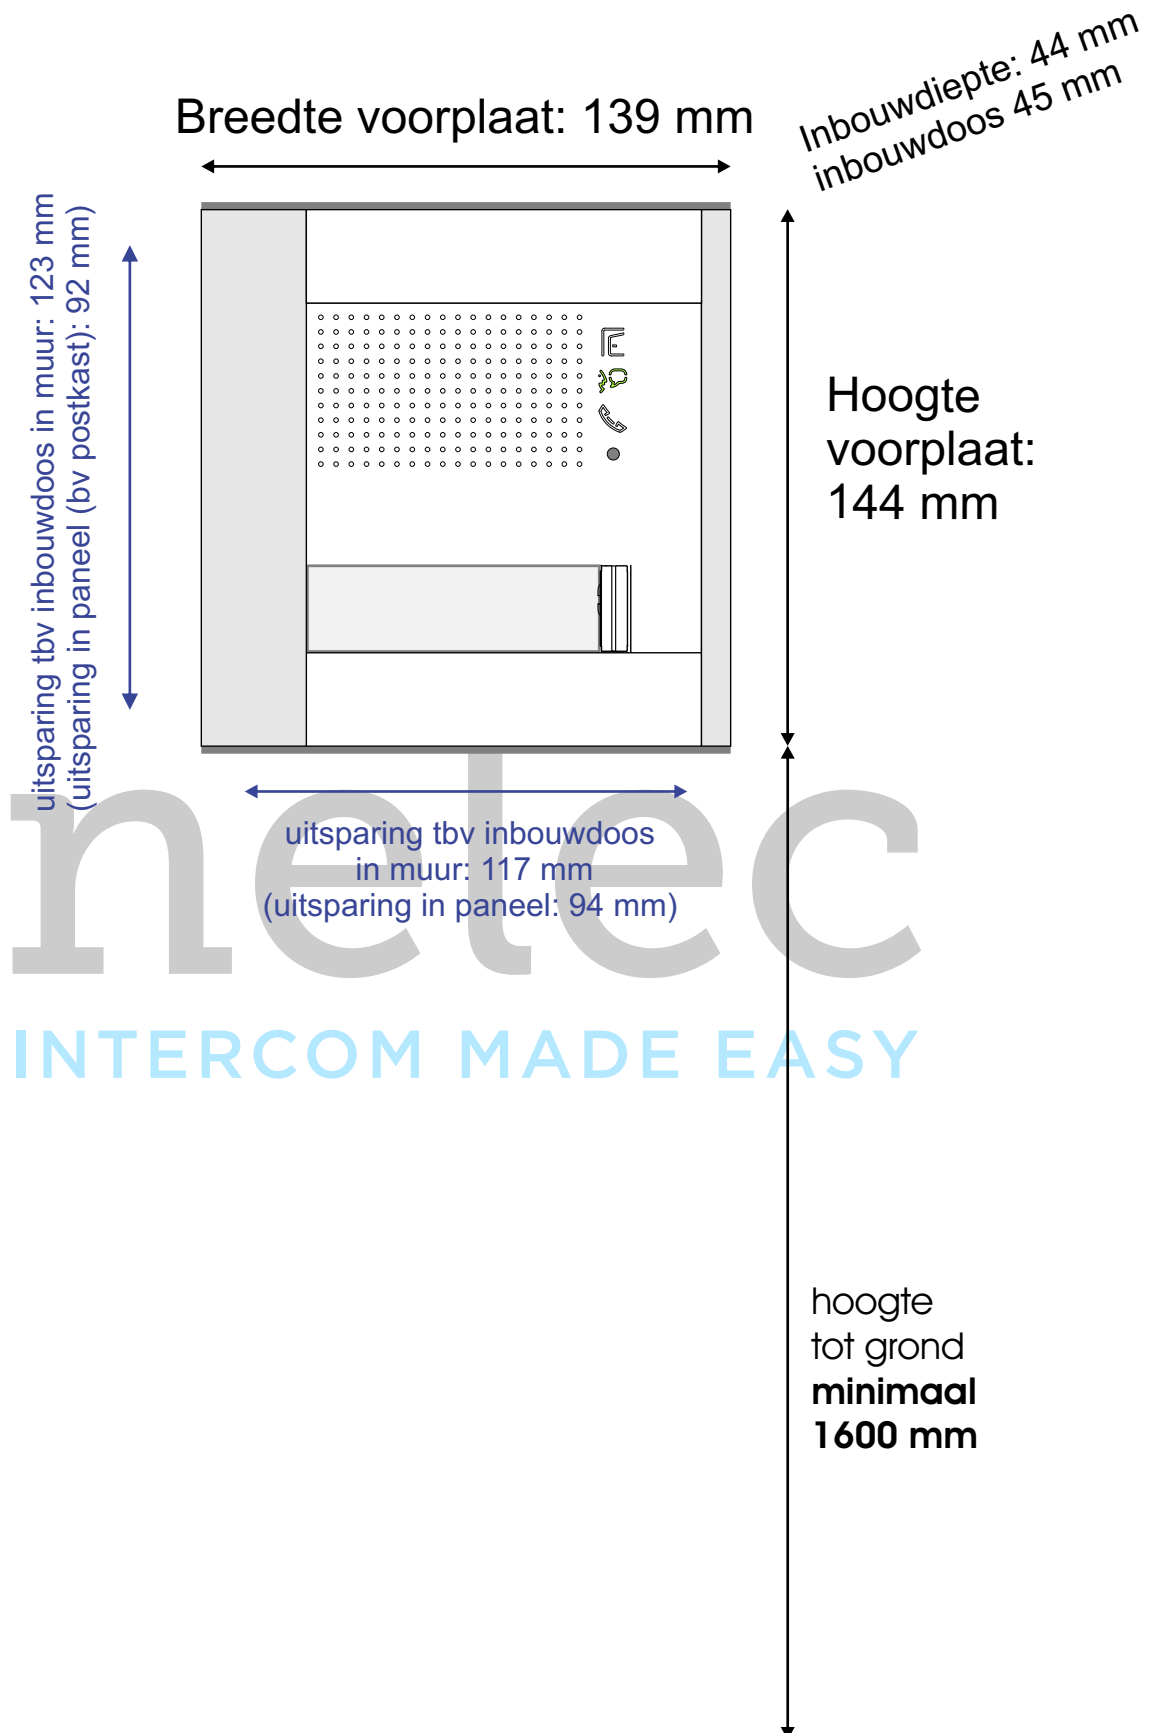 Inbouwdiepte: 44 mm
inbouwdoos 45 mm
Breedte voorplaat: 139 mm
uitsparing tbv inbouwdoos in muur: 123 mm
(uitsparing in paneel (bv postkast): 92 mm)
Hoogte
voorplaat:
144 mm
uitsparing tbv inbouwdoos
in muur: 117 mm
(uitsparing in paneel: 94 mm)
nelec
INTERCOM MADE EASY
hoogte
tot grond
minimaal
1600 mm